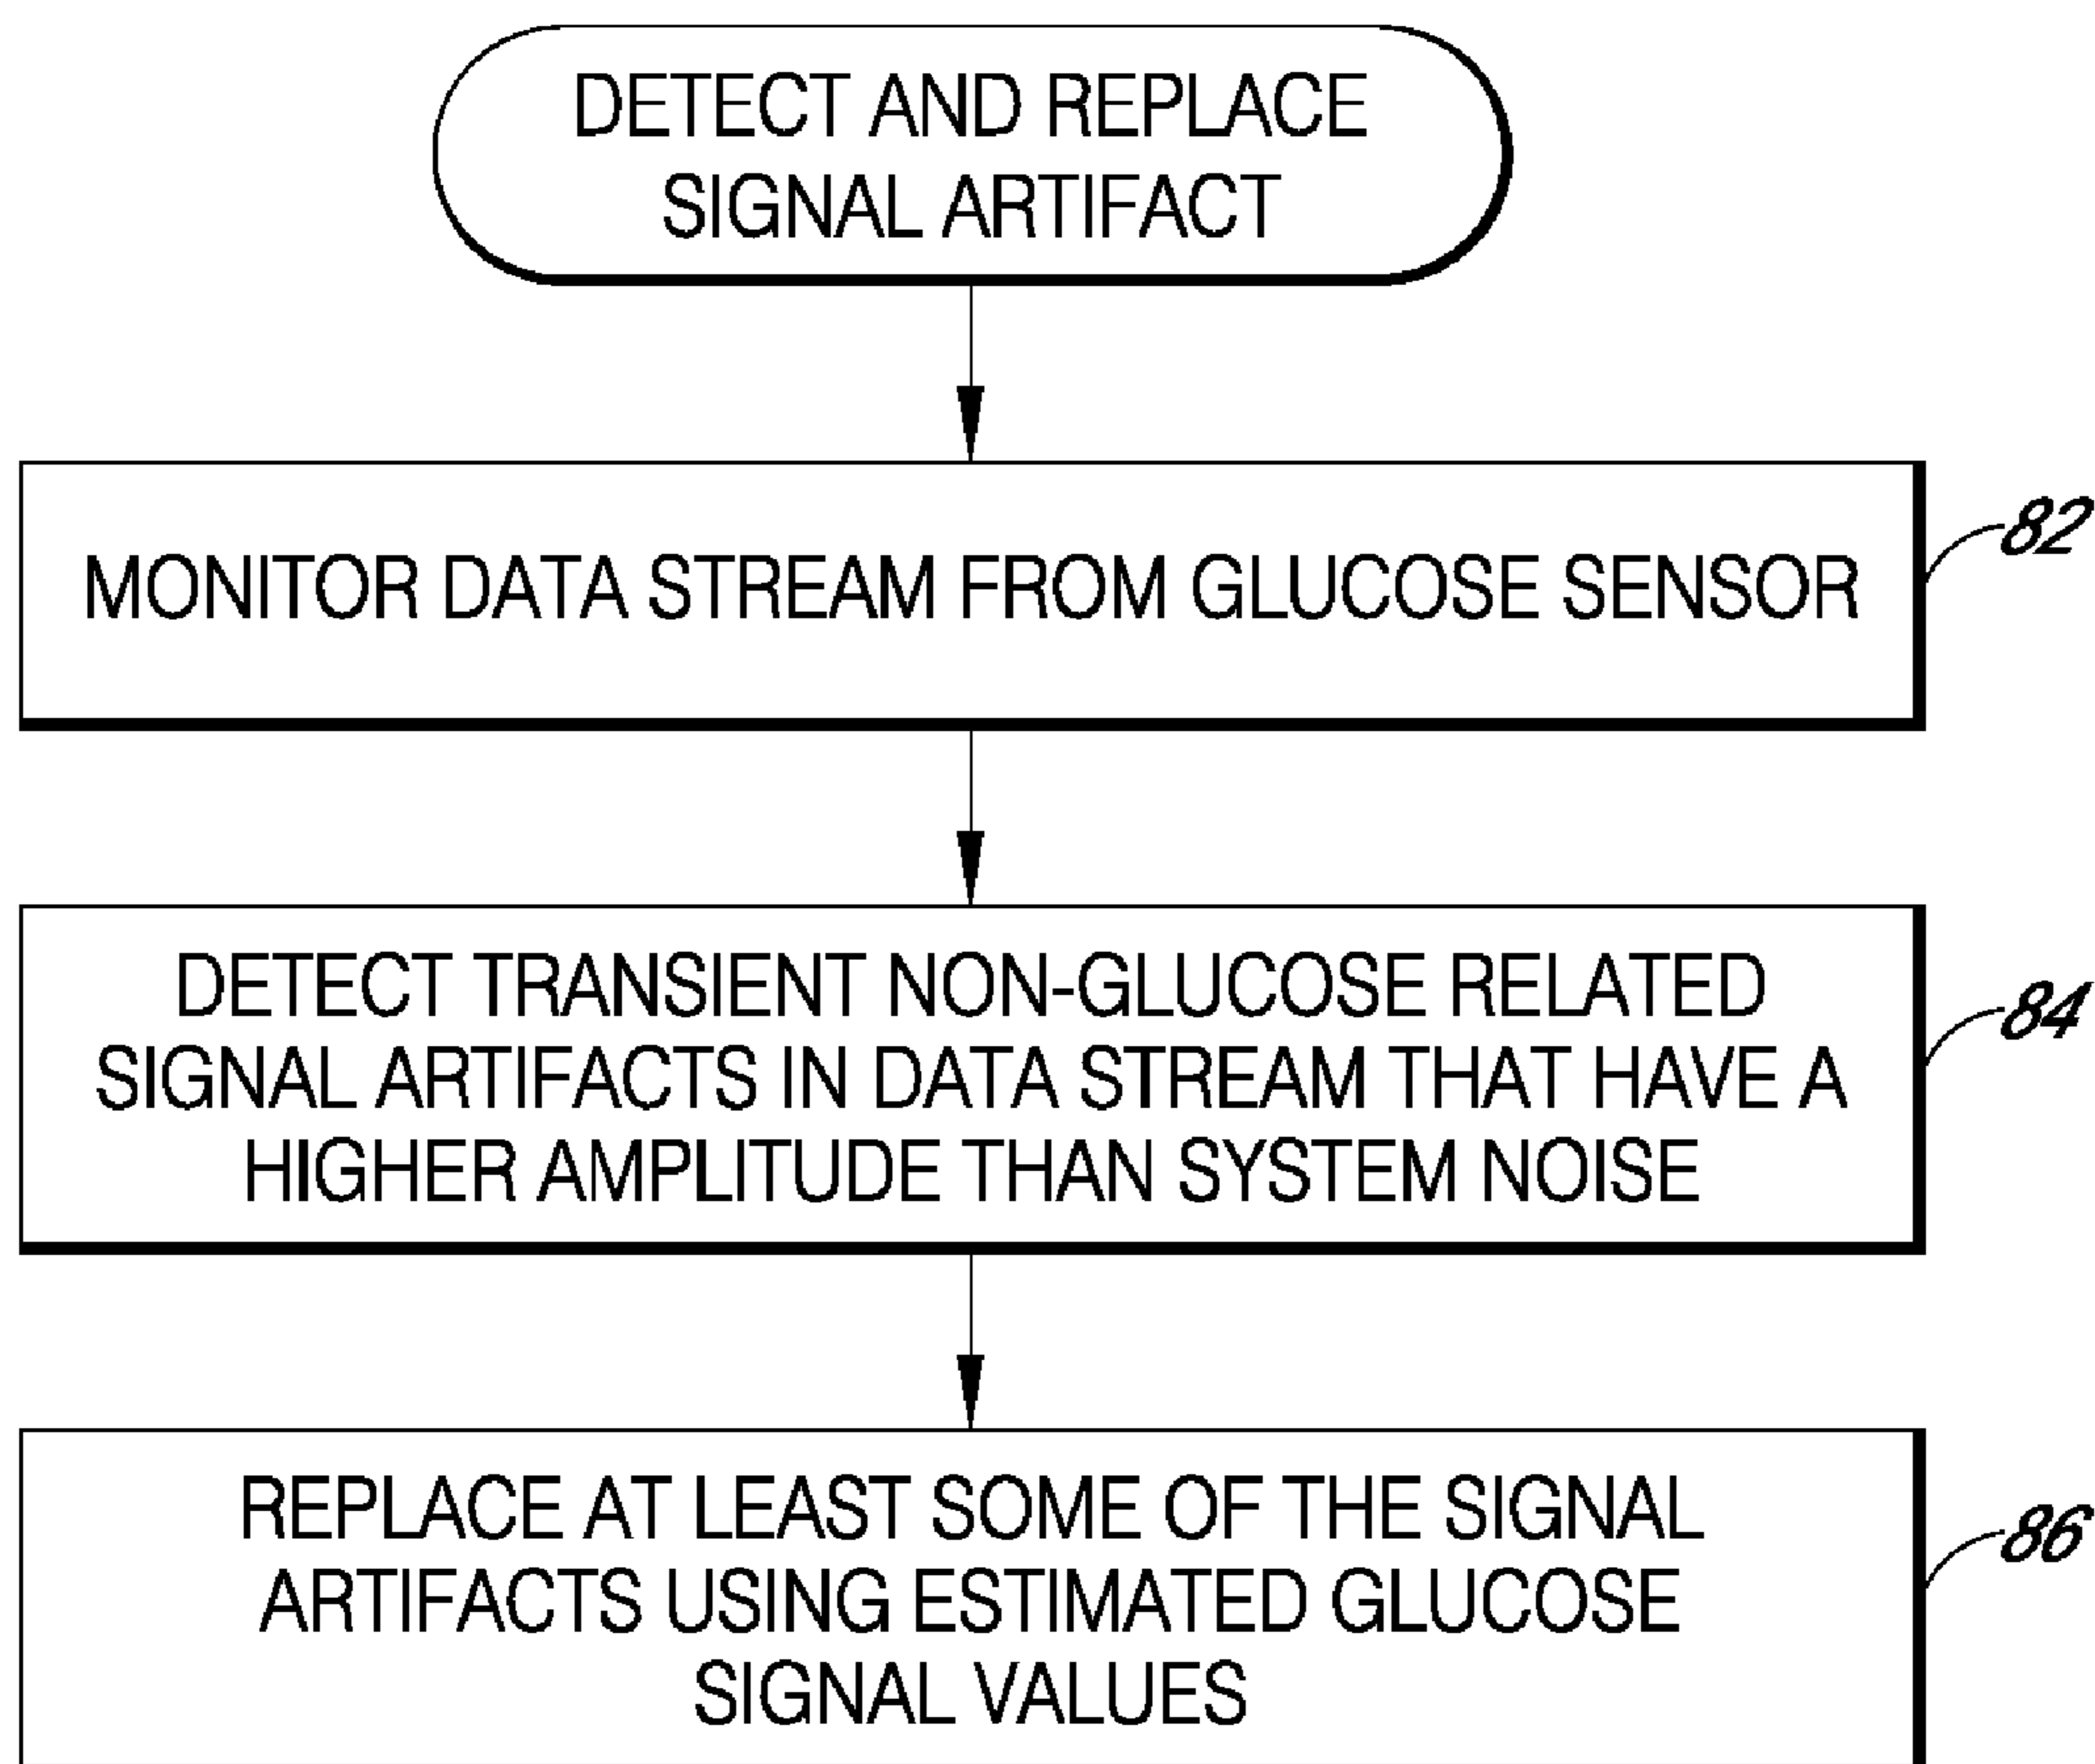 DETECT AND REPLACE
SIGNAL ARTIFACT
MONITOR DATA STREAM FROM GLUCOSE SENSOR
82
DETECT TRANSIENT NON-GLUCOSE RELATED
SIGNAL ARTIFACTS IN DATA STREAM THAT HAVE A
HIGHER AMPLITUDE THAN SYSTEM NOISE
84
REPLACE AT LEAST SOME OF THE SIGNAL
ARTIFACTS USING ESTIMATED GLUCOSE
SIGNAL VALUES
86